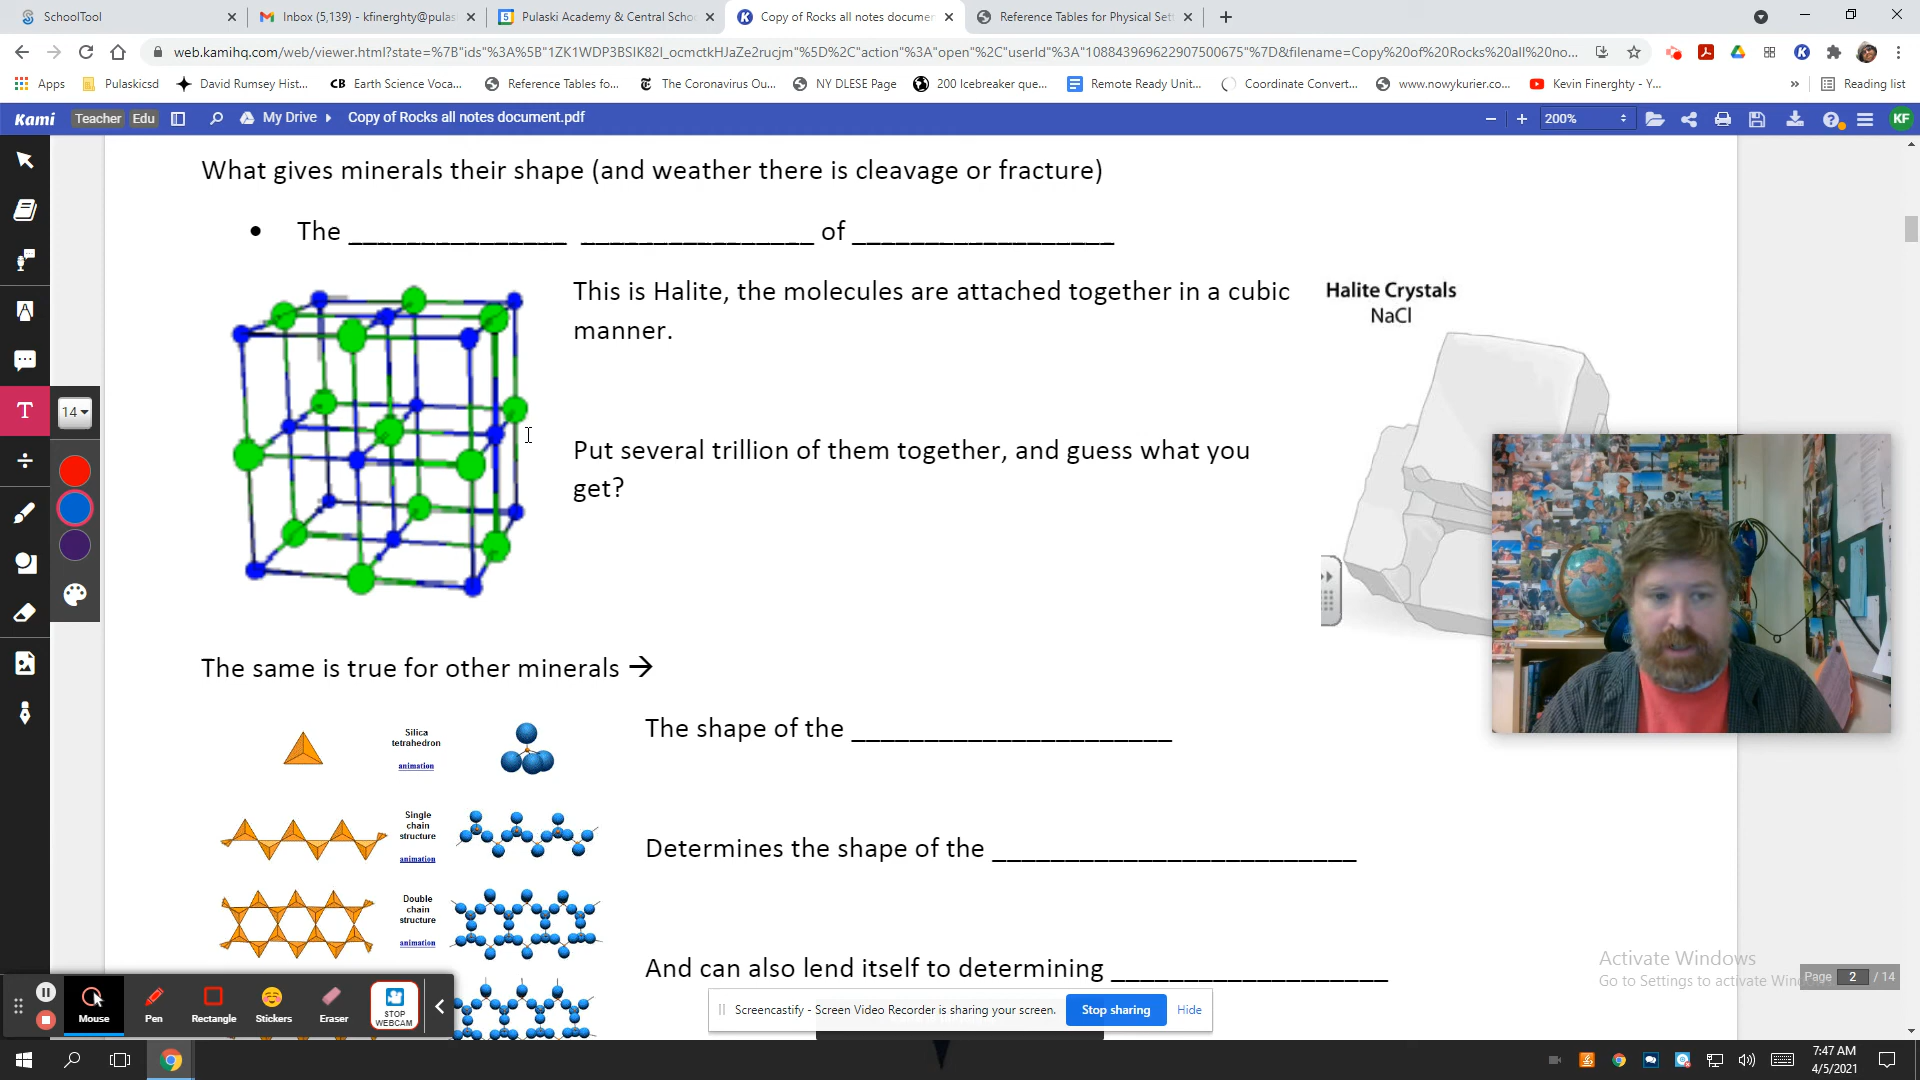 SchoolTool
Inbox (5,139) - kfinerghty@pulas
Pulaski Academy & Central Schoo
Copy of Rocks all notes documen
Reference Tables for Physical Sett
web.kamihq.com/web/viewer.html?state=%7B"ids"%3A%5B"1ZK1WDP3BSIK82I_ocmctkHJaZe2rucjm"%5D%2C"action"%3A"open"%2C"userId"%3A"108843969622907500675"%7D&filename=Copy%20of%20Rocks%20all%20no...
Apps
Pulaskicsd
David Rumsey Hist...
CB Earth Science Voca...
Reference Tables fo...
The Coronavirus Ou...
NY DLESE Page
200 Icebreaker que...
Remote Ready Unit...
Coordinate Convert...
www.nowykurier.co...
Kevin Finerghty - Y...
»
Reading list
Kami
Teacher
Edu
My Drive
Copy of Rocks all notes document.pdf
200%
KF
What gives minerals their shape (and weather there is cleavage or fracture)
• The _______________ ________________ of __________________
This is Halite, the molecules are attached together in a cubic
manner.
Halite Crystals
NaCl
T
14
Put several trillion of them together, and guess what you
get?
The same is true for other minerals →
Silica
tetrahedron
animation
The shape of the ______________________
Single
chain
structure
animation
Determines the shape of the _________________________
Double
chain
structure
animation
And can also lend itself to determining ___________________
Activate Windows
Go to Settings to activate Win
Page 2 / 14
Mouse
Pen
Rectangle
Stickers
Eraser
STOP
WEBCAM
Screencastify - Screen Video Recorder is sharing your screen.
Stop sharing
Hide
7:47 AM
4/5/2021